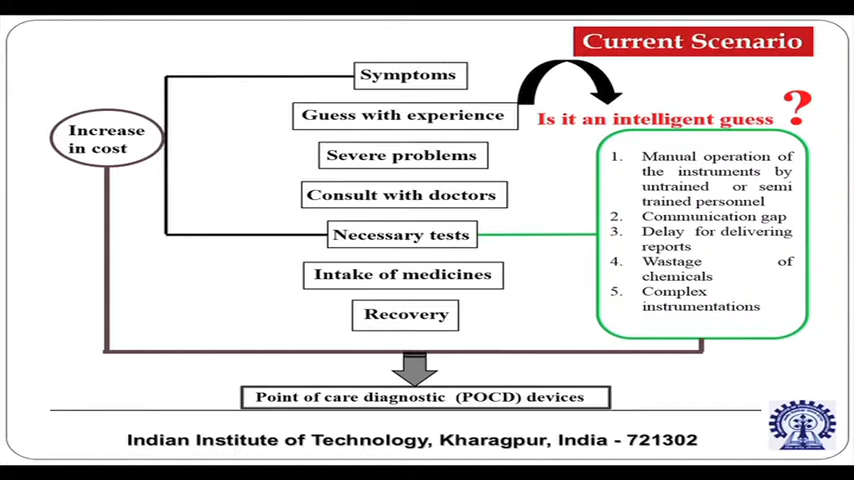 Current Scenario
Symptoms
Guess with experience
Is it an intelligent guess ?
Increase
in cost
Severe problems
Consult with doctors
Necessary tests
Intake of medicines
Recovery
1. Manual operation of
the instruments by
untrained or semi
trained personnel
2. Communication gap
3. Delay for delivering
reports
4. Wastage of
chemicals
5. Complex
instrumentations
Point of care diagnostic (POCD) devices
Indian Institute of Technology, Kharagpur, India - 721302